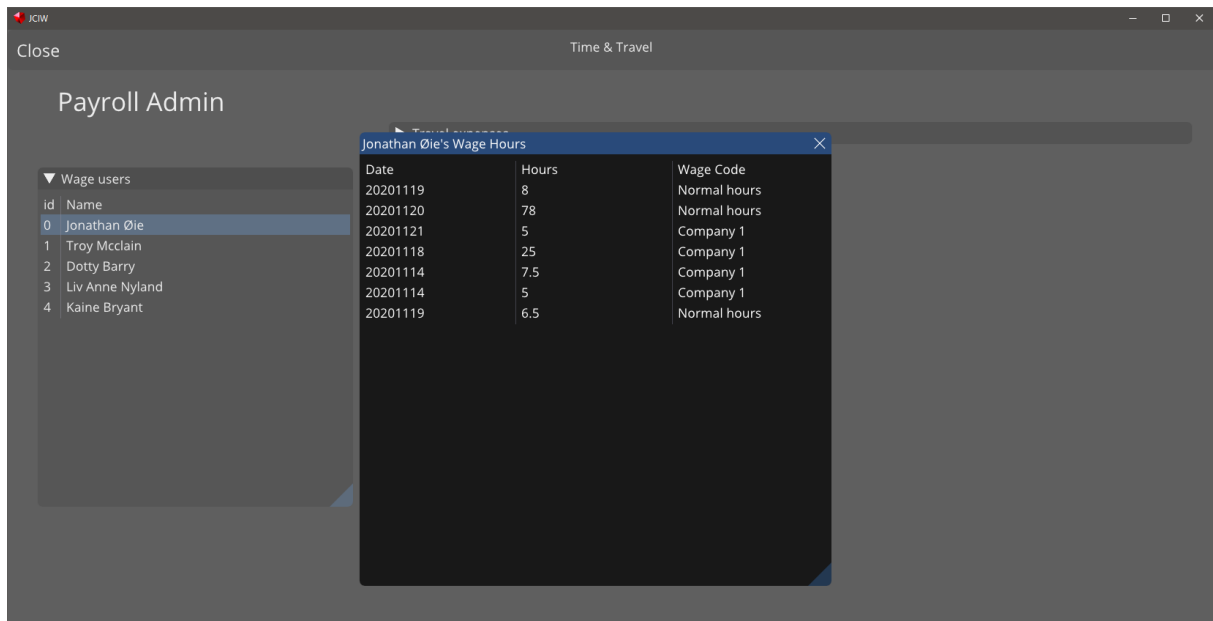 JCIW
Close
Time & Travel
Payroll Admin
Travel expenses
Jonathan Øie's Wage Hours
Wage users
id Name
0 Jonathan Øie
1 Troy Mcclain
2 Dotty Barry
3 Liv Anne Nyland
4 Kaine Bryant
Date Hours Wage Code
20201119 8 Normal hours
20201120 78 Normal hours
20201121 5 Company 1
20201118 25 Company 1
20201114 7.5 Company 1
20201114 5 Company 1
20201119 6.5 Normal hours